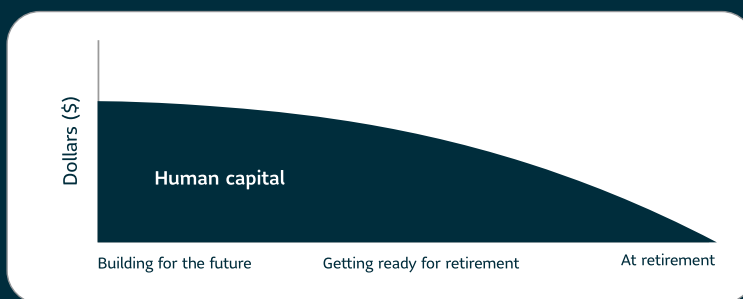 Dollars ($)
Human capital
Building for the future
Getting ready for retirement
At retirement